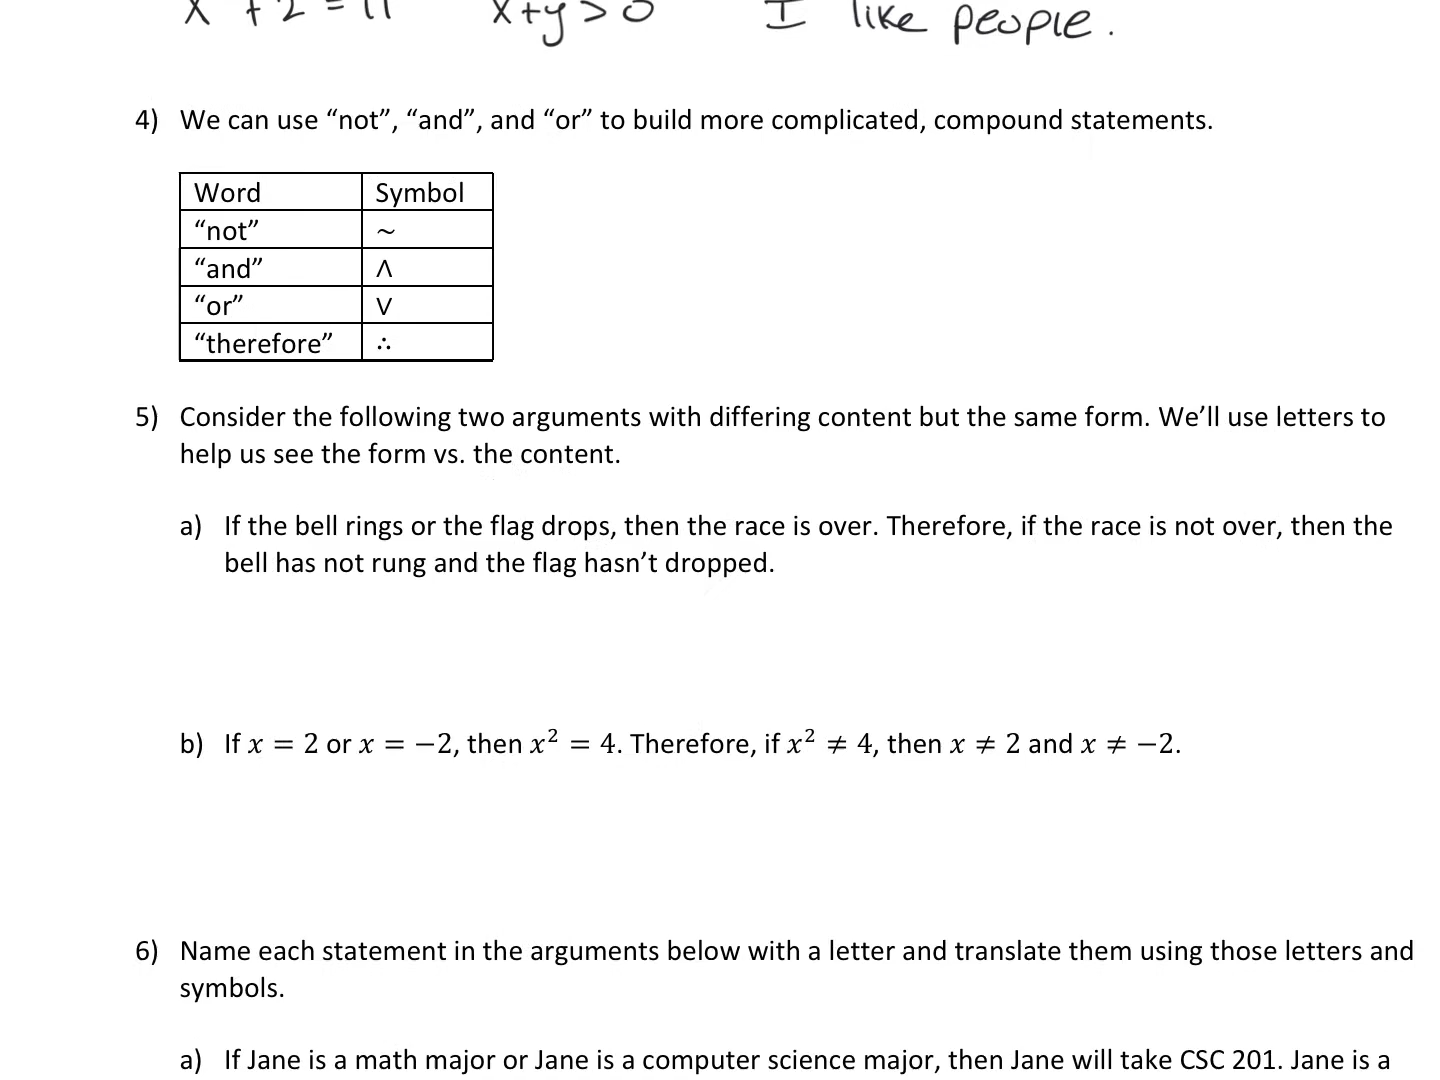 x + 2 = 11 x+y > 0 I like people.
4) We can use “not”, “and”, and “or” to build more complicated, compound statements.
Word Symbol
“not” ~
“and” ∧
“or” ∨
“therefore” ∴
5) Consider the following two arguments with differing content but the same form. We’ll use letters to
help us see the form vs. the content.
a) If the bell rings or the flag drops, then the race is over. Therefore, if the race is not over, then the
bell has not rung and the flag hasn’t dropped.
b) If x = 2 or x = −2, then x² = 4. Therefore, if x² ≠ 4, then x ≠ 2 and x ≠ −2.
6) Name each statement in the arguments below with a letter and translate them using those letters and
symbols.
a) If Jane is a math major or Jane is a computer science major, then Jane will take CSC 201. Jane is a